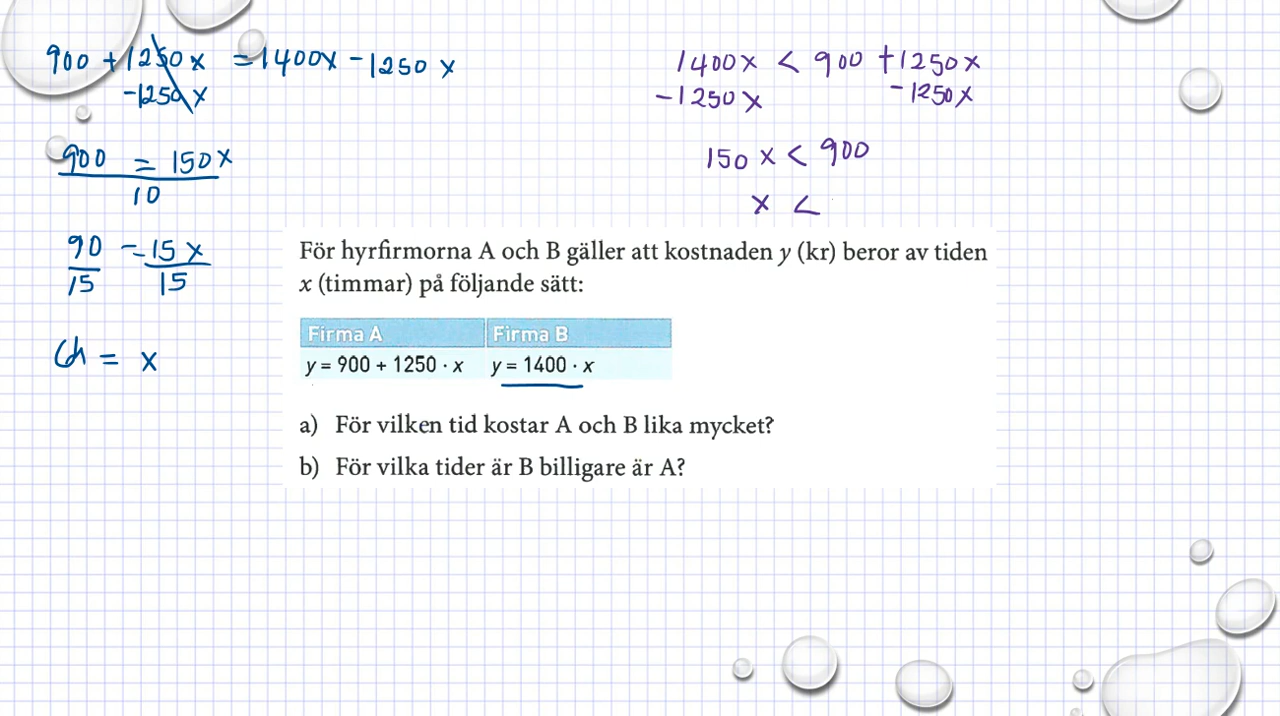 900 + 1250x = 1400x - 1250x
-1250x
900 = 150x
10
90 = 15x
15 15
= x
1400x < 900 + 1250x
-1250x -1250x
150x < 900
x <
För hyrfirmorna A och B gäller att kostnaden y (kr) beror av tiden
x (timmar) på följande sätt:
Firma A Firma B
y = 900 + 1250 · x y = 1400 · x
a) För vilken tid kostar A och B lika mycket?
b) För vilka tider är B billigare är A?